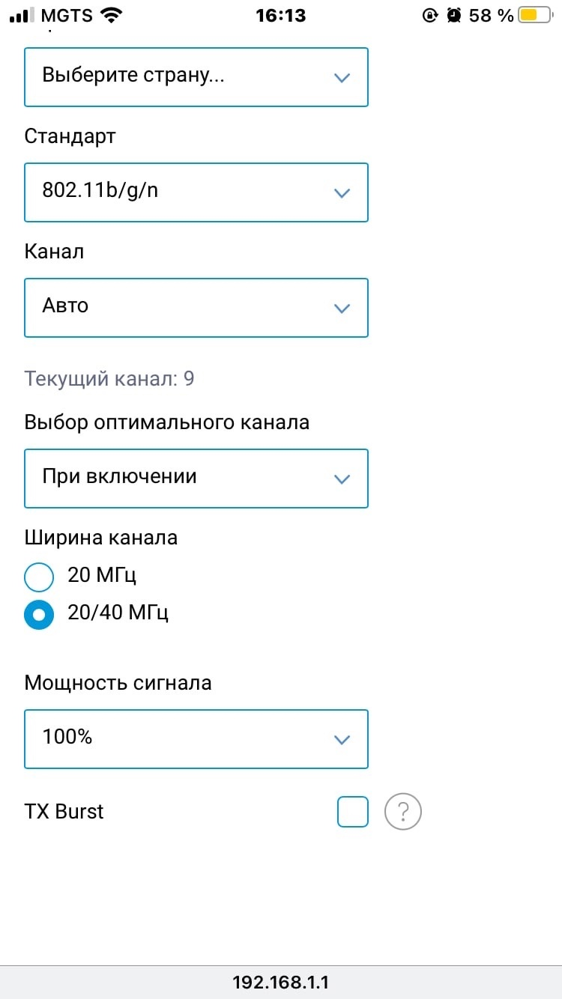 MGTS 16:13 58 %
Выберите страну...
Стандарт
802.11b/g/n
Канал
Авто
Текущий канал: 9
Выбор оптимального канала
При включении
Ширина канала
20 МГц
20/40 МГц
Мощность сигнала
100%
TX Burst ?
192.168.1.1